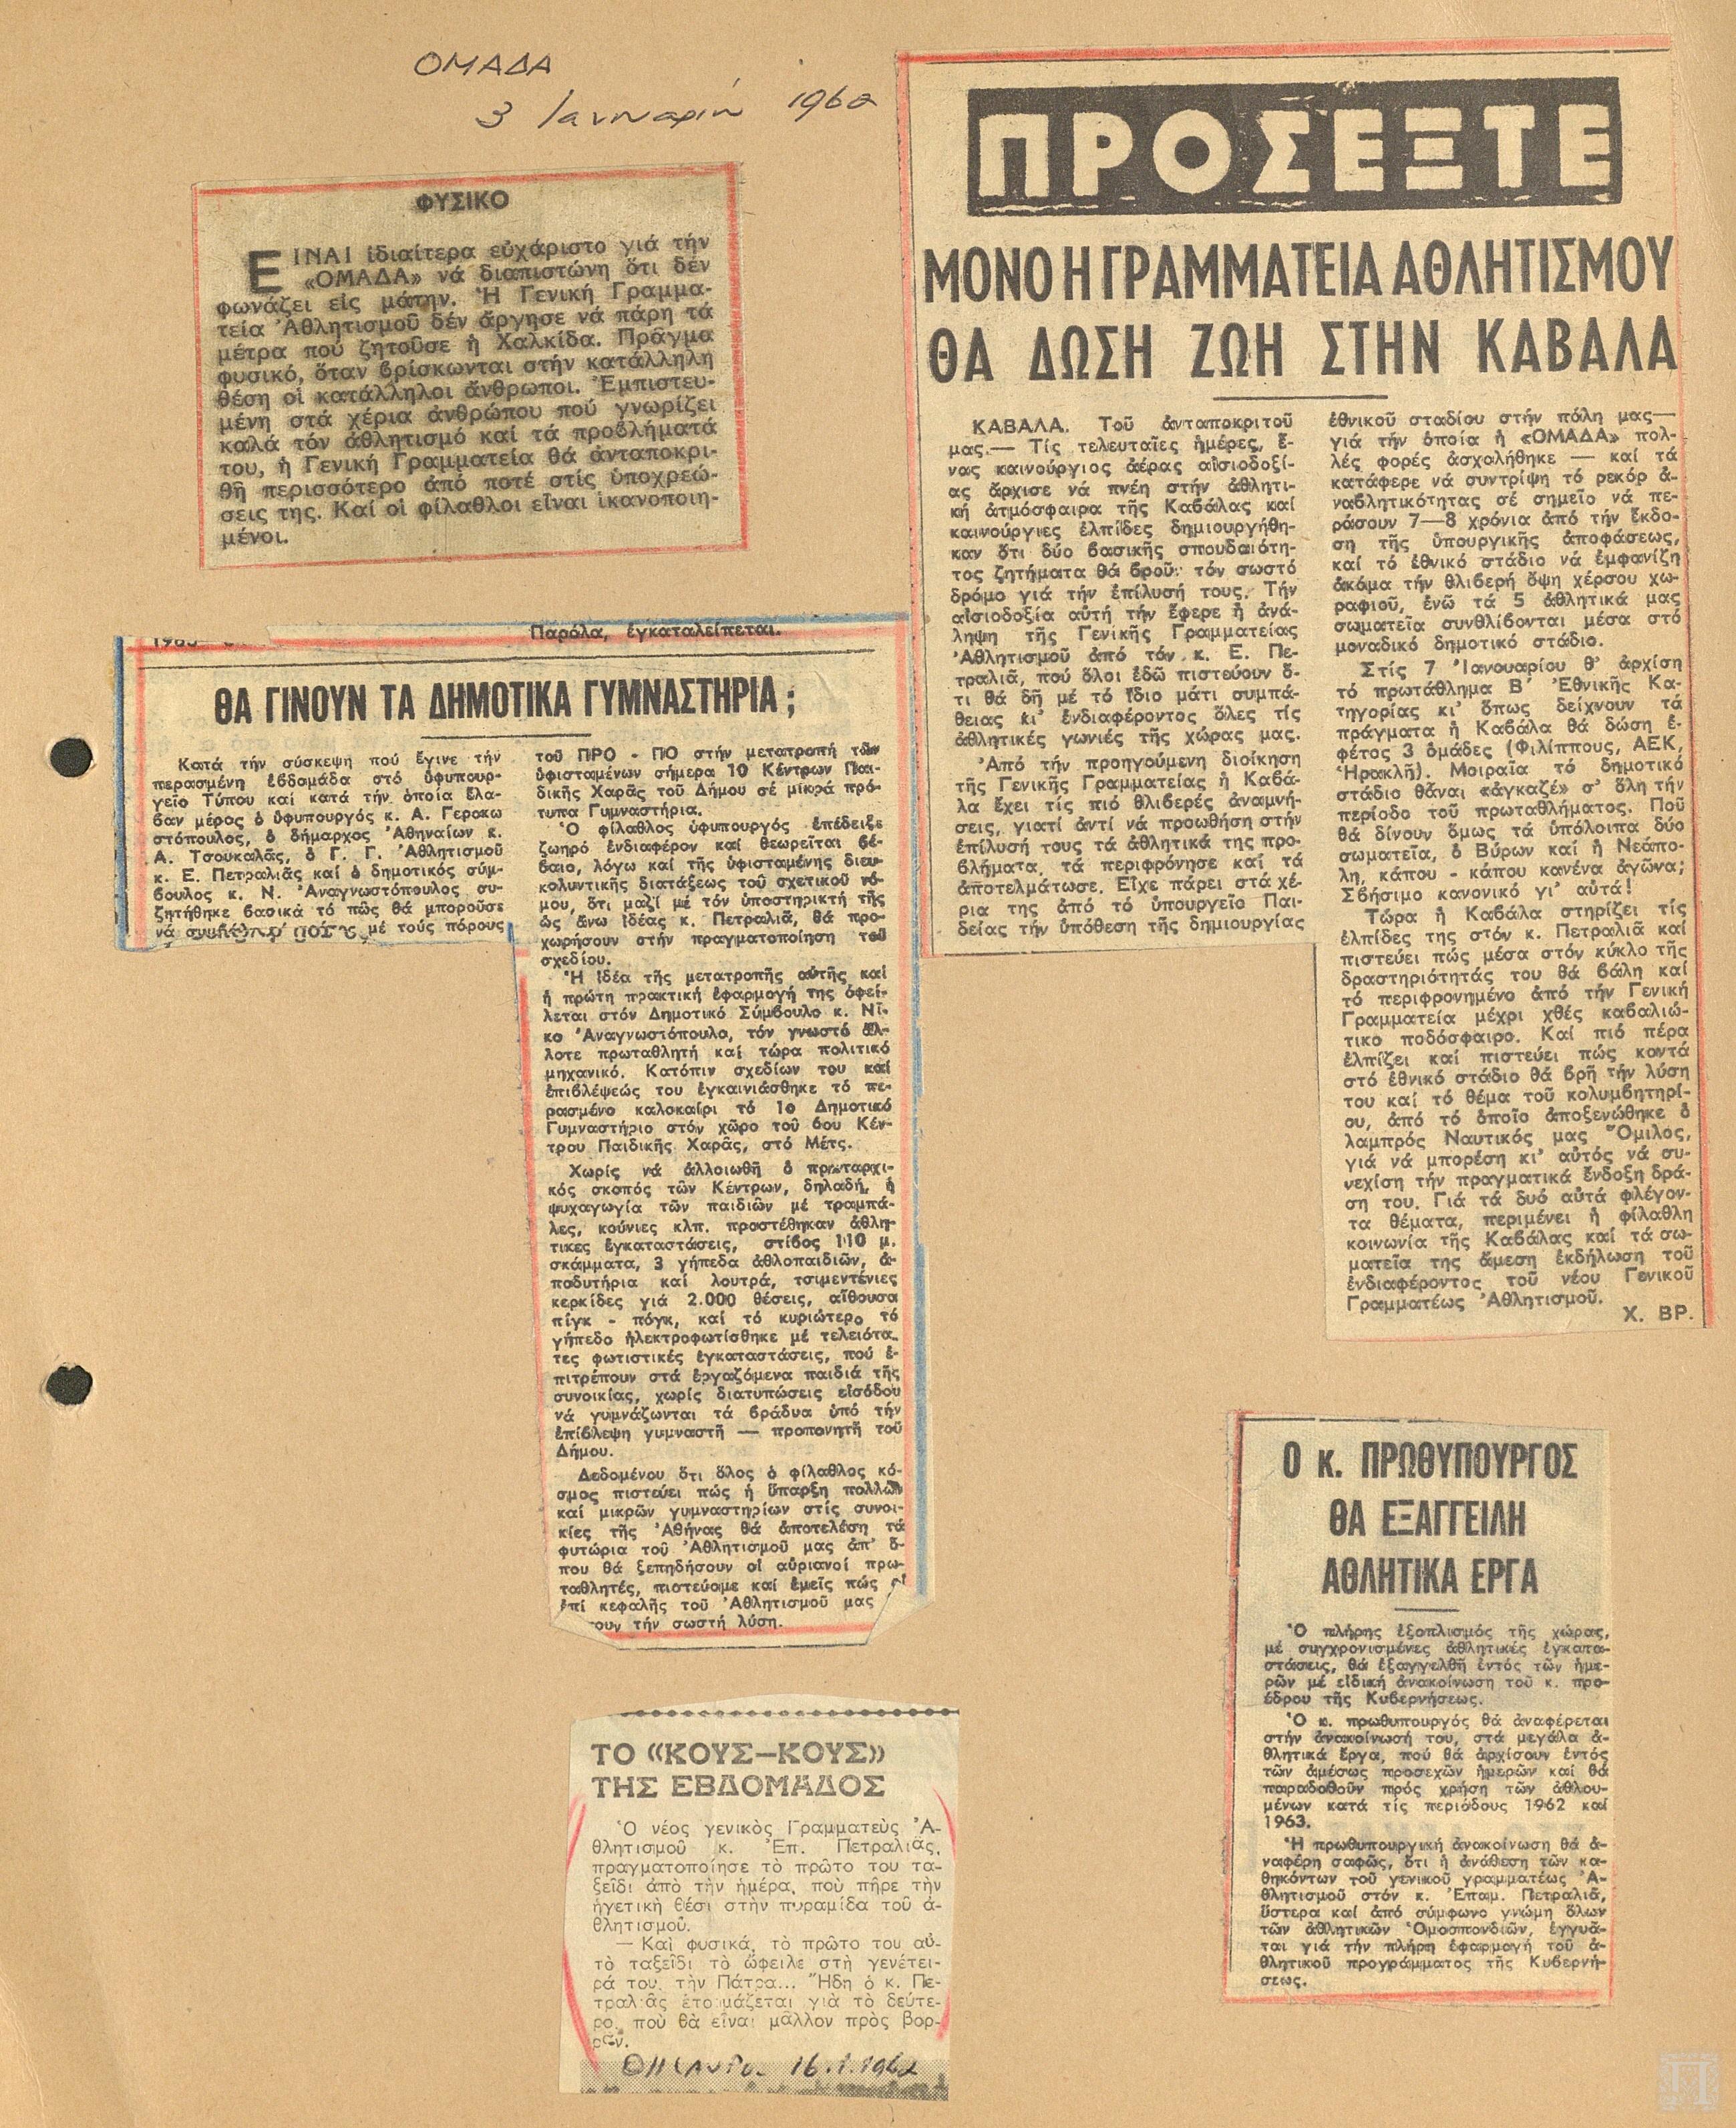 ΟΜΑΔΑ
3 Ιανουαρίου 1962
ΦΥΣΙΚΟ
ΕΙΝΑΙ ἰδιαίτερα εὐχάριστο γιά τήν
«ΟΜΑΔΑ» νά διαπιστώνη ὅτι δέν
φωνάζει εἰς μάτην. Ἡ Γενική Γραμμα-
τεία Ἀθλητισμοῦ δέν ἄργησε νά πάρη τά
μέτρα πού ζητοῦσε ἡ Χαλκίδα. Πρᾶγμα
φυσικό, ὅταν βρίσκωνται στήν κατάλληλη
θέση οἱ κατάλληλοι ἄνθρωποι. Ἐμπιστευ-
μένη στά χέρια ἀνθρώπου πού γνωρίζει
καλά τόν ἀθλητισμό καί τά προβλήματά
του, ἡ Γενική Γραμματεία θά ἀνταποκρι-
θῆ περισσότερο ἀπό ποτέ στίς ὑποχρεώ-
σεις της. Καί οἱ φίλαθλοι εἶναι ἱκανοποιη-
μένοι.
Παρόλα, ἐγκαταλείπεται.
ΘΑ ΓΙΝΟΥΝ ΤΑ ΔΗΜΟΤΙΚΑ ΓΥΜΝΑΣΤΗΡΙΑ ;
Κατά τήν σύσκεψη πού ἔγινε τήν
περασμένη ἑβδομάδα στό ὑφυπουρ-
γεῖο Τύπου καί κατά τήν ὁποία ἔλα-
βαν μέρος ὁ ὑφυπουργός κ. Α. Γεροκω
στόπουλος, ὁ δήμαρχος Ἀθηναίων κ.
Α. Τσουκαλᾶς, ὁ Γ. Γ. Ἀθλητισμοῦ
κ. Ε. Πετραλιᾶς καί ὁ δημοτικός σύμ-
βουλος κ. Ν. Ἀναγνωστόπουλος συ-
ζητήθηκε βασικά τό πῶς θά μποροῦσε
νά μέ τούς πόρους
τοῦ ΠΡΟ - ΠΟ στήν μετατροπή τῶν
ὑφισταμένων σήμερα 10 Κέντρων Παι-
δικῆς Χαρᾶς τοῦ Δήμου σέ μικρά πρό-
τυπα Γυμναστήρια.
Ὁ φίλαθλος ὑφυπουργός ἐπέδειξε
ζωηρό ἐνδιαφέρον καί θεωρεῖται βέ-
βαιο, λόγω καί τῆς ὑφισταμένης διευ-
κολυντικῆς διατάξεως τοῦ σχετικοῦ νό-
μου, ὅτι μαζί μέ τόν ὑποστηρικτή τῆς
ὡς ἄνω ἰδέας κ. Πετραλιᾶ, θά προ-
χωρήσουν στήν πραγματοποίηση τοῦ
σχεδίου.
Ἡ ἰδέα τῆς μετατροπῆς αὐτῆς καί
ἡ πρώτη πρακτική ἐφαρμογή της ὀφεί-
λεται στόν Δημοτικό Σύμβουλο κ. Νῖ-
κο Ἀναγνωστόπουλο, τόν γνωστό ἄλ-
λοτε πρωταθλητή καί τώρα πολιτικό
μηχανικό. Κατόπιν σχεδίων του καί
ἐπιβλέψεώς του ἐγκαινιάσθηκε τό πε-
ρασμένο καλοκαίρι τό 1ο Δημοτικό
Γυμναστήριο στόν χῶρο τοῦ 6ου Κέν-
τρου Παιδικῆς Χαρᾶς, στό Μέτς.
Χωρίς νά ἀλλοιωθῆ ὁ πρωταρχι-
κός σκοπός τῶν Κέντρων, δηλαδή, ἡ
ψυχαγωγία τῶν παιδιῶν μέ τραμπά-
λες, κούνιες κλπ. προστέθηκαν ἀθλη-
τικές ἐγκαταστάσεις, στίβος 110 μ.
σκάμματα, 3 γήπεδα ἀθλοπαιδιῶν, ἀ-
ποδυτήρια καί λουτρά, τσιμεντένιες
κερκίδες γιά 2.000 θέσεις, αἴθουσα
πίγκ - πόγκ, καί τό κυριώτερο τό
γήπεδο ἠλεκτροφωτίσθηκε μέ τελειότα-
τες φωτιστικές ἐγκαταστάσεις, πού ἐ-
πιτρέπουν στά ἐργαζόμενα παιδιά τῆς
συνοικίας, χωρίς διατυπώσεις εἰσόδου
νά γυμνάζωνται τά βράδυα ὑπό τήν
ἐπίβλεψη γυμναστῆ — προπονητῆ τοῦ
Δήμου.
Δεδομένου ὅτι ὅλος ὁ φίλαθλος κό-
σμος πιστεύει πώς ἡ ὕπαρξη πολλῶν
καί μικρῶν γυμναστηρίων στίς συνοι-
κίες τῆς Ἀθήνας θά ἀποτελέση τά
φυτώρια τοῦ Ἀθλητισμοῦ μας ἀπ' ὅ-
που θά ξεπηδήσουν οἱ αὐριανοί πρω-
ταθλητές, πιστεύομε καί ἐμεῖς πώς οἱ
ἐπί κεφαλῆς τοῦ Ἀθλητισμοῦ μας
τήν σωστή λύση.
ΤΟ «ΚΟΥΣ—ΚΟΥΣ»
ΤΗΣ ΕΒΔΟΜΑΔΟΣ
Ὁ νέος γενικὸς Γραμματεὺς Ἀ-
θλητισμοῦ κ. Ἐπ. Πετραλιᾶς,
πραγματοποίησε τὸ πρῶτο του τα-
ξεῖδι ἀπὸ τὴν ἡμέρα, ποὺ πῆρε τὴν
ἡγετικὴ θέσι στὴν πυραμίδα τοῦ ἀ-
θλητισμοῦ.
— Καὶ φυσικά, τὸ πρῶτο του αὐ-
τὸ ταξεῖδι τὸ ὤφειλε στὴ γενέτει-
ρά του, τὴν Πάτρα... Ἤδη ὁ κ. Πε-
τραλιᾶς ἑτοιμάζεται γιὰ τὸ δεύτε-
ρο, ποὺ θὰ εἶναι μᾶλλον πρὸς βορ-
ρᾶν.
16.1.1962
ΠΡΟΣΕΞΤΕ
ΜΟΝΟ Η ΓΡΑΜΜΑΤΕΙΑ ΑΘΛΗΤΙΣΜΟΥ
ΘΑ ΔΩΣΗ ΖΩΗ ΣΤΗΝ ΚΑΒΑΛΑ
ΚΑΒΑΛΑ. Τοῦ ἀνταποκριτοῦ
μας.— Τίς τελευταῖες ἡμέρες, ἕ-
νας καινούργιος ἀέρας αἰσιοδοξί-
ας ἄρχισε νά πνέη στήν ἀθλητι-
κή ἀτμόσφαιρα τῆς Καβάλας καί
καινούργιες ἐλπίδες δημιουργήθη-
καν ὅτι δύο βασικῆς σπουδαιότη-
τος ζητήματα θά βροῦν τόν σωστό
δρόμο γιά τήν ἐπίλυσή τους. Τήν
αἰσιοδοξία αὐτή τήν ἔφερε ἡ ἀνά-
ληψη τῆς Γενικῆς Γραμματείας
Ἀθλητισμοῦ ἀπό τόν κ. Ε. Πε-
τραλιᾶ, πού ὅλοι ἐδῶ πιστεύουν ὅ-
τι θά δῆ μέ τό ἴδιο μάτι συμπά-
θειας κι' ἐνδιαφέροντος ὅλες τίς
ἀθλητικές γωνιές τῆς χώρας μας.
Ἀπό τήν προηγούμενη διοίκηση
τῆς Γενικῆς Γραμματείας ἡ Καβά-
λα ἔχει τίς πιό θλιβερές ἀναμνή-
σεις, γιατί ἀντί νά προωθήση στήν
ἐπίλυσή τους τά ἀθλητικά της προ-
βλήματα, τά περιφρόνησε καί τά
ἀποτελμάτωσε. Εἶχε πάρει στά χέ-
ρια της ἀπό τό ὑπουργεῖο Παι-
δείας τήν ὑπόθεση τῆς δημιουργίας
ἐθνικοῦ σταδίου στήν πόλη μας—
γιά τήν ὁποία ἡ «ΟΜΑΔΑ» πολ-
λές φορές ἀσχολήθηκε — καί τά
κατάφερε νά συντρίψη τό ρεκόρ ἀ-
ναβλητικότητας σέ σημεῖο νά πε-
ράσουν 7—8 χρόνια ἀπό τήν ἔκδο-
ση τῆς ὑπουργικῆς ἀποφάσεως,
καί τό ἐθνικό στάδιο νά ἐμφανίζη
ἀκόμα τήν θλιβερή ὄψη χέρσου χω-
ραφιοῦ, ἐνῶ τά 5 ἀθλητικά μας
σωματεῖα συνθλίβονται μέσα στό
μοναδικό δημοτικό στάδιο.
Στίς 7 Ἰανουαρίου θ' ἀρχίση
τό πρωτάθλημα Β' Ἐθνικῆς Κα-
τηγορίας κι' ὅπως δείχνουν τά
πράγματα ἡ Καβάλα θά δώση ἐ-
φέτος 3 ὁμάδες (Φιλίππους, ΑΕΚ,
Ἡρακλῆ). Μοιραῖα τό δημοτικό
στάδιο θᾶναι «ἀγκαζέ» σ' ὅλη τήν
περίοδο τοῦ πρωταθλήματος. Ποῦ
θά δίνουν ὅμως τά ὑπόλοιπα δύο
σωματεῖα, ὁ Βύρων καί ἡ Νεάπο-
λη, κάπου - κάπου κανένα ἀγῶνα;
Σβήσιμο κανονικό γι' αὐτά!
Τώρα ἡ Καβάλα στηρίζει τίς
ἐλπίδες της στόν κ. Πετραλιᾶ καί
πιστεύει πώς μέσα στόν κύκλο τῆς
δραστηριότητάς του θά βάλη καί
τό περιφρονημένο ἀπό τήν Γενική
Γραμματεία μέχρι χθές καβαλιώ-
τικο ποδόσφαιρο. Καί πιό πέρα
ἐλπίζει καί πιστεύει πώς κοντά
στό ἐθνικό στάδιο θά βρῆ τήν λύση
του καί τό θέμα τοῦ κολυμβητηρί-
ου, ἀπό τό ὁποῖο ἀποξενώθηκε ὁ
λαμπρός Ναυτικός μας Ὅμιλος,
γιά νά μπορέση κι' αὐτός νά συ-
νεχίση τήν πραγματικά ἔνδοξη δρά-
ση του. Γιά τά δυό αὐτά φλέγον-
τα θέματα, περιμένει ἡ φίλαθλη
κοινωνία τῆς Καβάλας καί τά σω-
ματεῖα της ἄμεση ἐκδήλωση τοῦ
ἐνδιαφέροντος τοῦ νέου Γενικοῦ
Γραμματέως Ἀθλητισμοῦ.
Χ. ΒΡ.
Ο κ. ΠΡΩΘΥΠΟΥΡΓΟΣ
ΘΑ ΕΞΑΓΓΕΙΛΗ
ΑΘΛΗΤΙΚΑ ΕΡΓΑ
Ὁ πλήρης ἐξοπλισμός τῆς χώρας,
μέ συγχρονισμένες ἀθλητικές ἐγκατα-
στάσεις, θά ἐξαγγελθῆ ἐντός τῶν ἡμε-
ρῶν μέ εἰδική ἀνακοίνωση τοῦ κ. προ-
έδρου τῆς Κυβερνήσεως.
Ὁ κ. πρωθυπουργός θά ἀναφέρεται
στήν ἀνακοίνωσή του, στά μεγάλα ἀ-
θλητικά ἔργα, πού θά ἀρχίσουν ἐντός
τῶν ἀμέσως προσεχῶν ἡμερῶν καί θά
παραδοθοῦν πρός χρήση τῶν ἀθλου-
μένων κατά τίς περιόδους 1962 καί
1963.
Ἡ πρωθυπουργική ἀνακοίνωση θά ἀ-
ναφέρη σαφῶς, ὅτι ἡ ἀνάθεση τῶν κα-
θηκόντων τοῦ γενικοῦ γραμματέως Ἀ-
θλητισμοῦ στόν κ. Ἐπαμ. Πετραλιᾶ,
ὕστερα καί ἀπό σύμφωνο γνώμη ὅλων
τῶν ἀθλητικῶν Ὁμοσπονδιῶν, ἐγγυᾶ-
ται γιά τήν πλήρη ἐφαρμογή τοῦ ἀ-
θλητικοῦ προγράμματος τῆς Κυβερνή-
σεως.